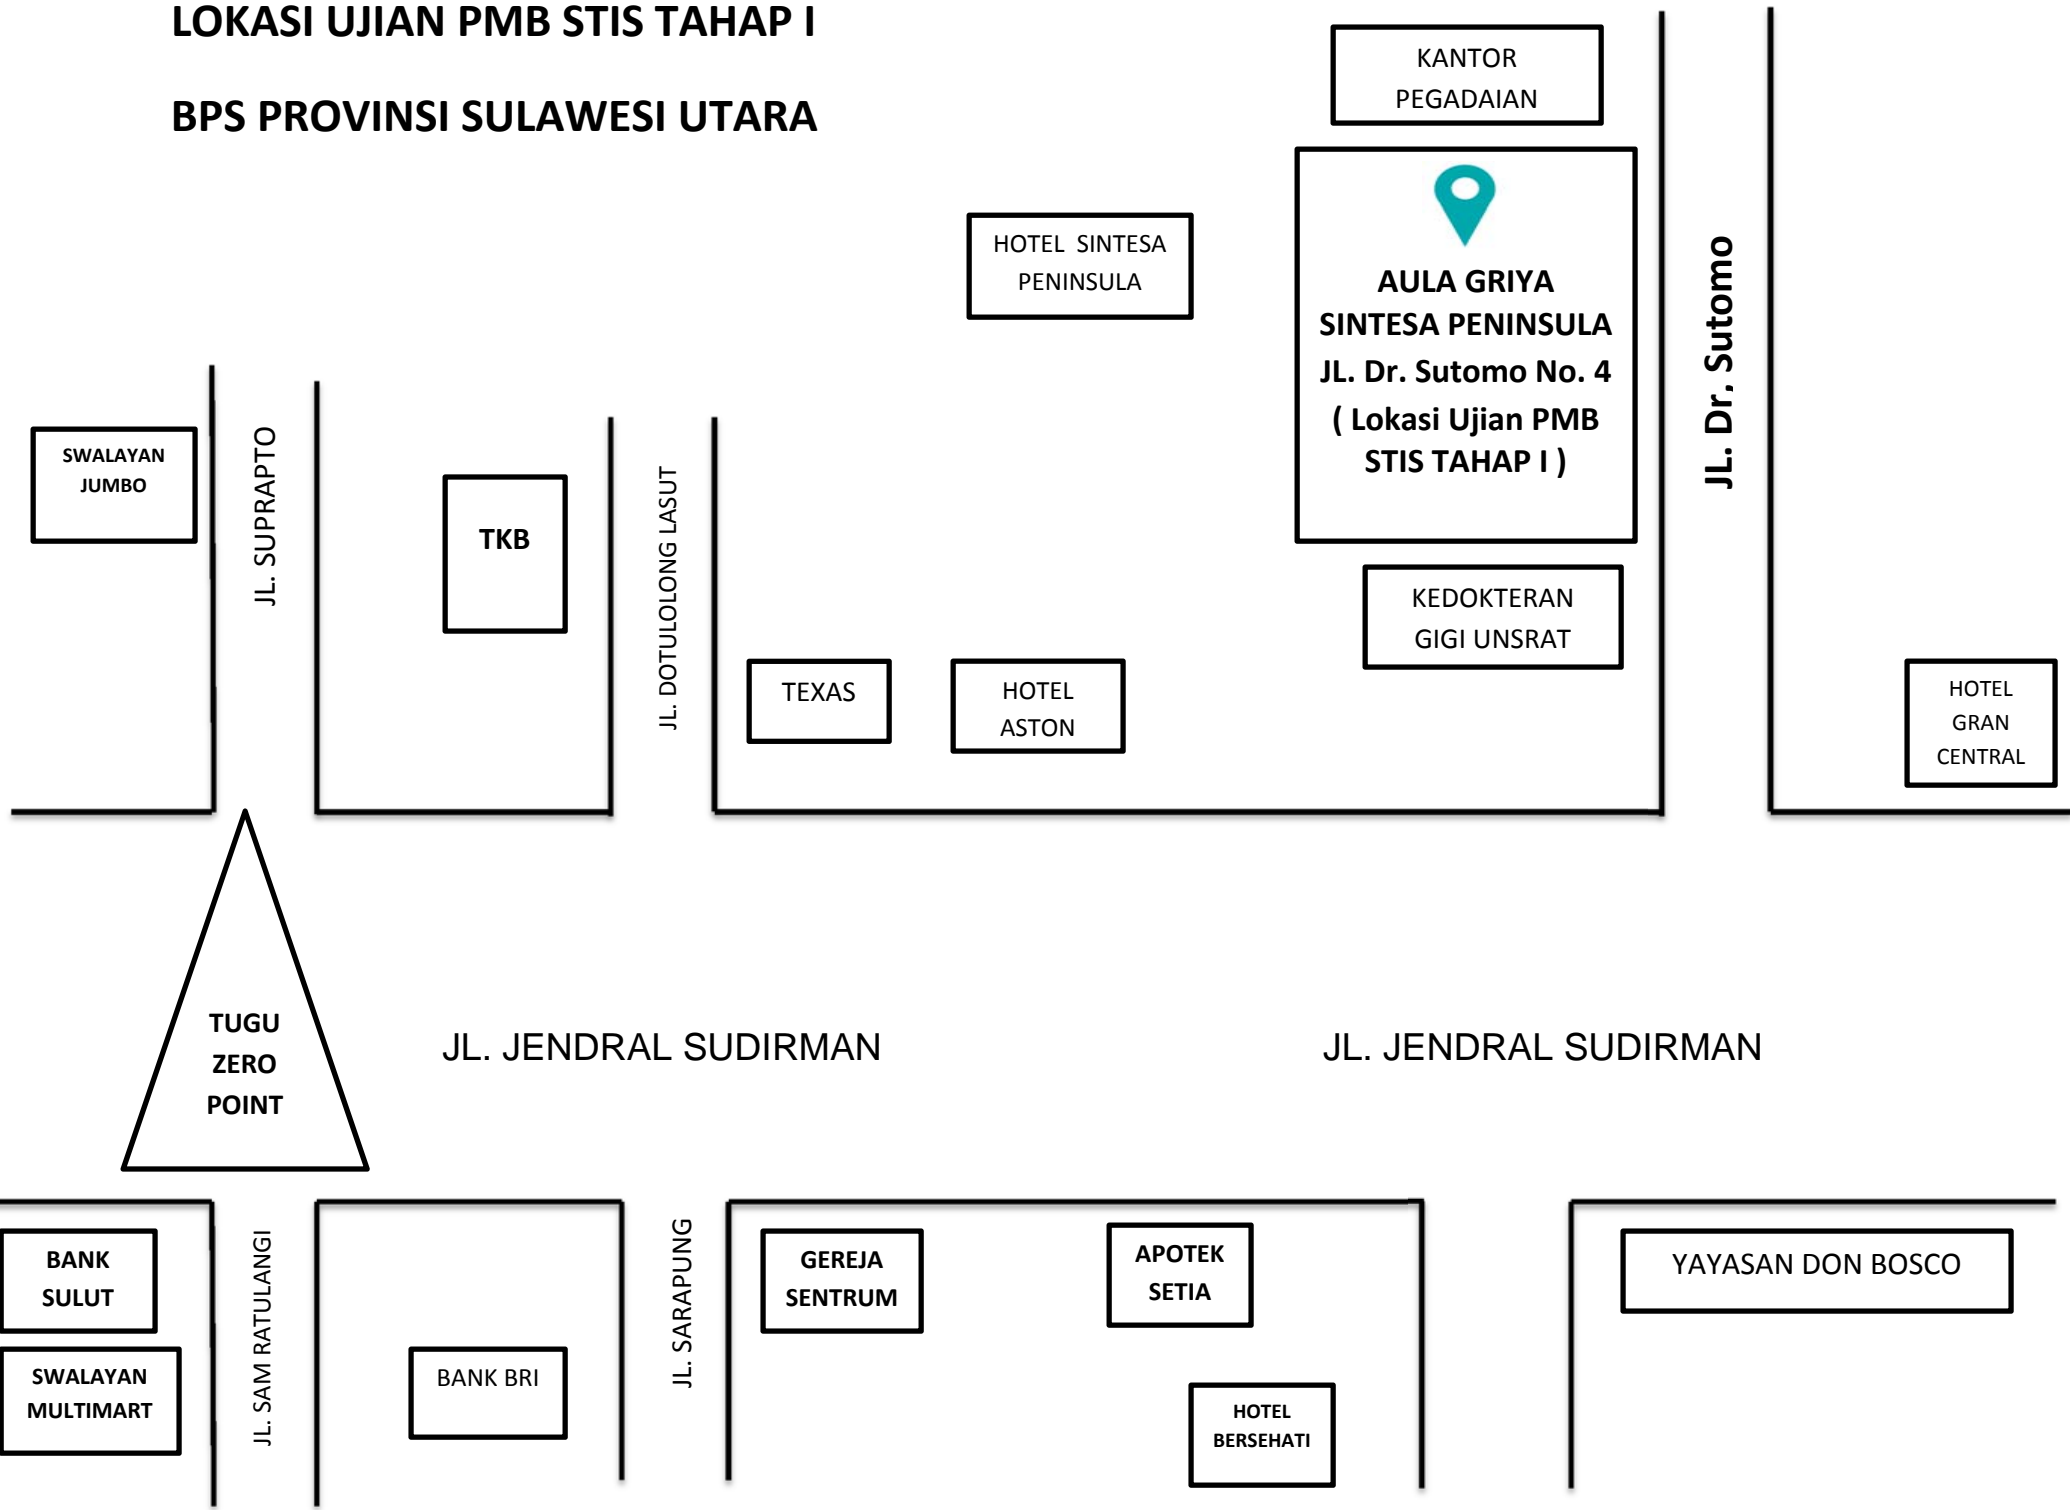 LOKASI UJIAN PMB STIS TAHAP I
BPS PROVINSI SULAWESI UTARA
KANTOR
PEGADAIAN
HOTEL SINTESA
PENINSULA
AULA GRIYA
SINTESA PENINSULA
JL. Dr. Sutomo No. 4
( Lokasi Ujian PMB
STIS TAHAP I )
JL. Dr, Sutomo
SWALAYAN
JUMBO
JL. SUPRAPTO
TKB
JL. DOTULOLONG LASUT
KEDOKTERAN
GIGI UNSRAT
TEXAS
HOTEL
ASTON
HOTEL
GRAN
CENTRAL
TUGU
ZERO
POINT
JL. JENDRAL SUDIRMAN
JL. JENDRAL SUDIRMAN
BANK
SULUT
SWALAYAN
MULTIMART
JL. SAM RATULANGI
BANK BRI
JL. SARAPUNG
GEREJA
SENTRUM
APOTEK
SETIA
HOTEL
BERSEHATI
YAYASAN DON BOSCO